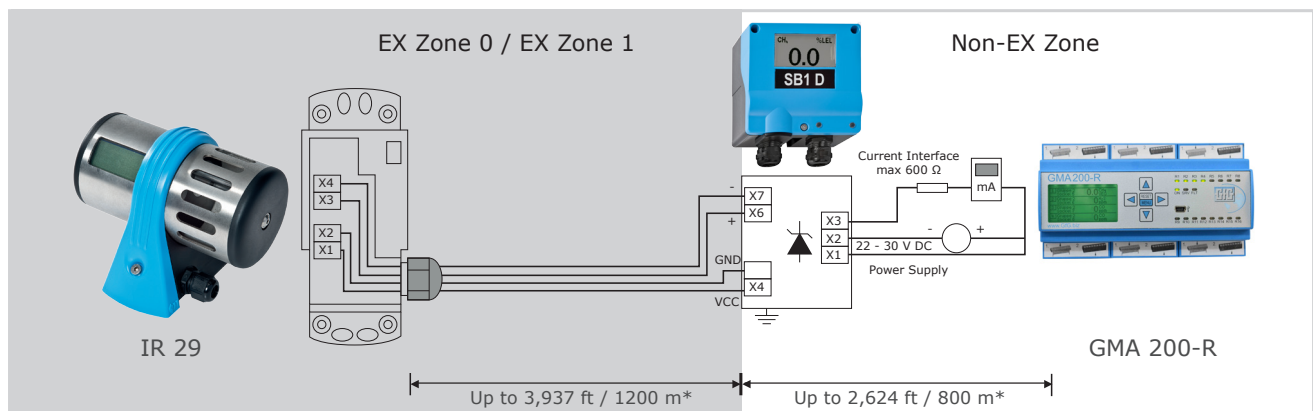 EX Zone 0 / EX Zone 1
Non-EX Zone
CH₄ %LEL
0.0
SB1 D
Current Interface
max 600 Ω
mA
GMA200-R
X4
X3
X2
X1
-
X7
X6
+
GND
X4
VCC
X3
X2
X1
- +
22 - 30 V DC
Power Supply
IR 29
GMA 200-R
Up to 3,937 ft / 1200 m*
Up to 2,624 ft / 800 m*